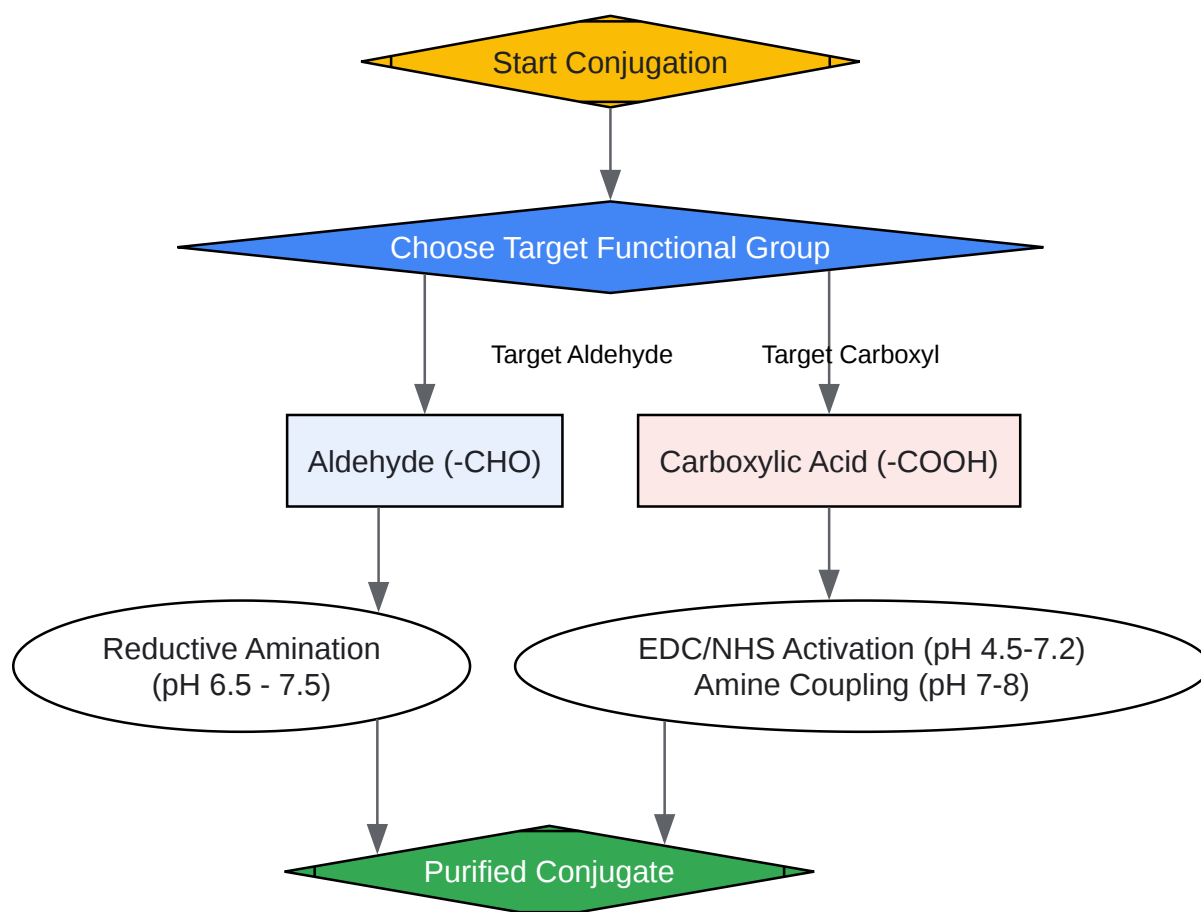 Start Conjugation
Choose Target Functional Group
Target Aldehyde
Target Carboxyl
Aldehyde (-CHO)
Carboxylic Acid (-COOH)
Reductive Amination
(pH 6.5 - 7.5)
EDC/NHS Activation (pH 4.5-7.2)
Amine Coupling (pH 7-8)
Purified Conjugate